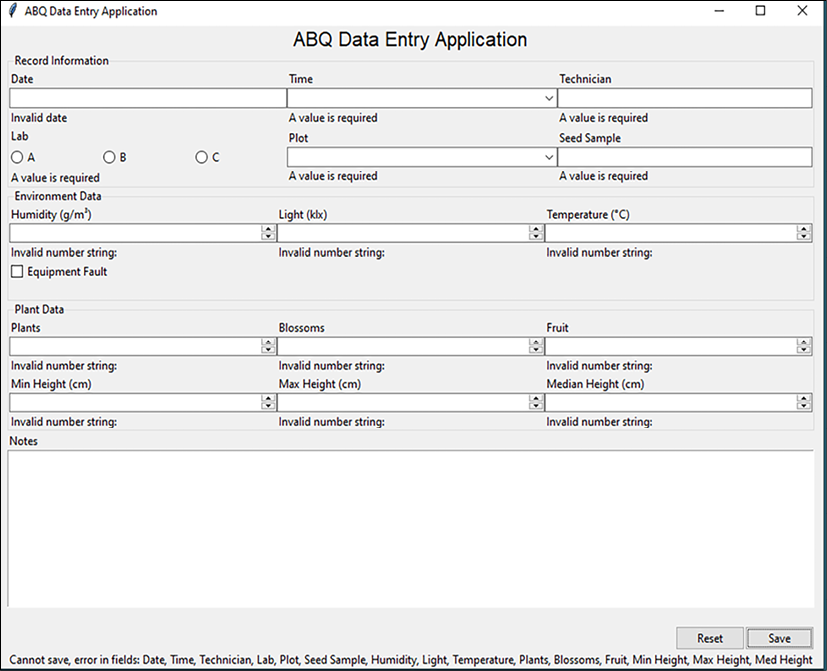 ABQ Data Entry Application
ABQ Data Entry Application
Record Information
Date Time Technician
Invalid date A value is required A value is required
Lab Plot Seed Sample
A B C
A value is required A value is required A value is required
Environment Data
Humidity (g/m³) Light (klx) Temperature (°C)
Invalid number string: Invalid number string: Invalid number string:
Equipment Fault
Plant Data
Plants Blossoms Fruit
Invalid number string: Invalid number string: Invalid number string:
Min Height (cm) Max Height (cm) Median Height (cm)
Invalid number string: Invalid number string: Invalid number string:
Notes
Reset Save
Cannot save, error in fields: Date, Time, Technician, Lab, Plot, Seed Sample, Humidity, Light, Temperature, Plants, Blossoms, Fruit, Min Height, Max Height, Med Height